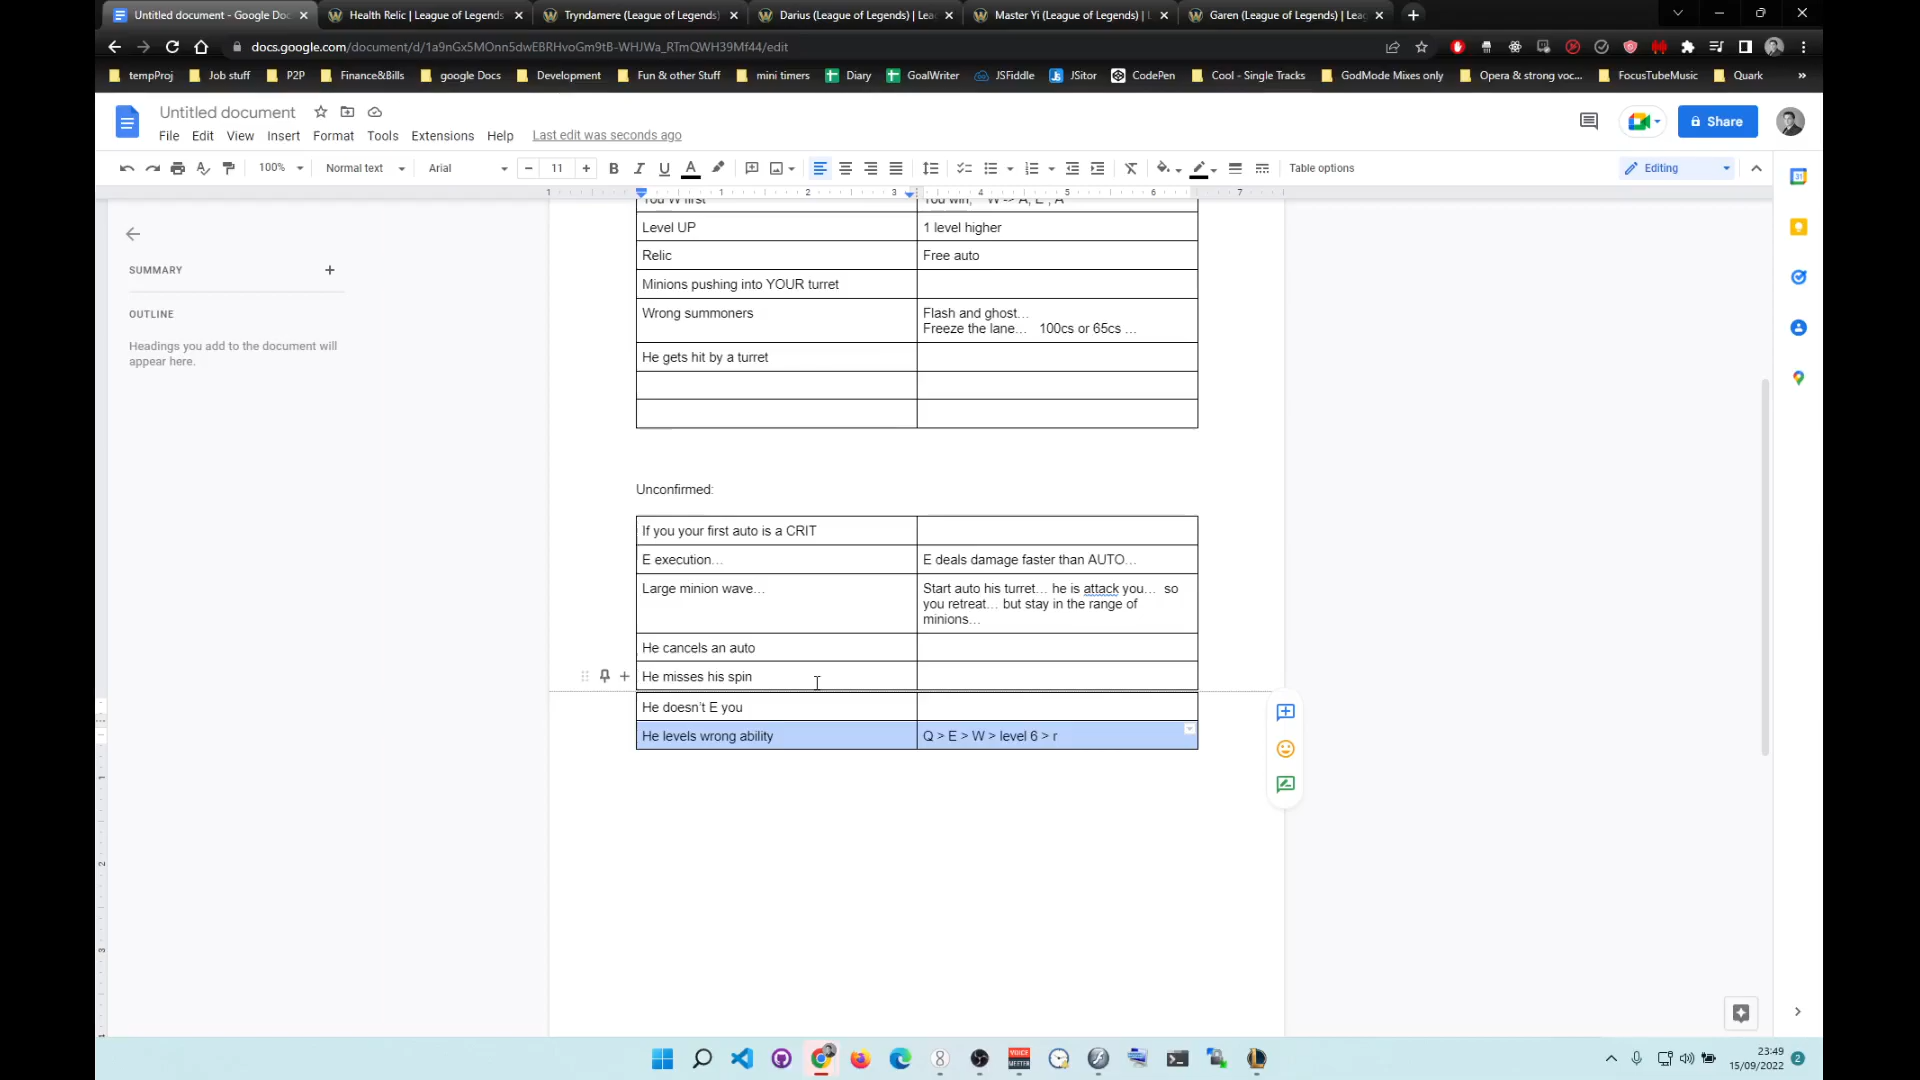 Untitled document - Google Doc
Health Relic | League of Legends
Tryndamere (League of Legends)
Darius (League of Legends) | Lea
Master Yi (League of Legends) | L
Garen (League of Legends) | Leag
docs.google.com/document/d/1a9nGx5MOnn5dwEBRHvoGm9tB-WHJWa_RTmQWH39Mf44/edit
tempProj
Job stuff
P2P
Finance&Bills
google Docs
Development
Fun & other Stuff
mini timers
Diary
GoalWriter
JSFiddle
JSitor
CodePen
Cool - Single Tracks
GodMode Mixes only
Opera & strong voc...
FocusTubeMusic
Quark
Untitled document
File Edit View Insert Format Tools Extensions Help Last edit was seconds ago
Share
100% Normal text Arial 11 Table options Editing
SUMMARY
OUTLINE
Headings you add to the document will
appear here.
You W first
You win, W -> A, E , A
Level UP
1 level higher
Relic
Free auto
Minions pushing into YOUR turret
Wrong summoners
Flash and ghost…
Freeze the lane… 100cs or 65cs …
He gets hit by a turret
Unconfirmed:
If you your first auto is a CRIT
E execution…
E deals damage faster than AUTO…
Large minion wave…
Start auto his turret… he is attack you… so
you retreat… but stay in the range of
minions…
He cancels an auto
He misses his spin
He doesn't E you
He levels wrong ability
Q > E > W > level 6 > r
23:49
15/09/2022
2